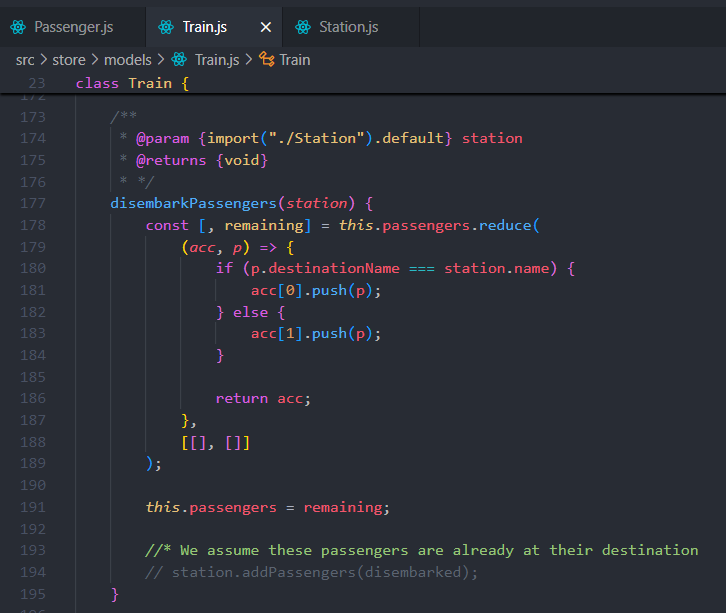 Passenger.js Train.js Station.js
src > store > models > Train.js > Train
23 class Train {
172
173 /**
174 * @param {import("./Station").default} station
175 * @returns {void}
176 * */
177 disembarkPassengers(station) {
178 const [, remaining] = this.passengers.reduce(
179 (acc, p) => {
180 if (p.destinationName === station.name) {
181 acc[0].push(p);
182 } else {
183 acc[1].push(p);
184 }
185
186 return acc;
187 },
188 [[], []]
189 );
190
191 this.passengers = remaining;
192
193 //* We assume these passengers are already at their destination
194 // station.addPassengers(disembarked);
195 }
196